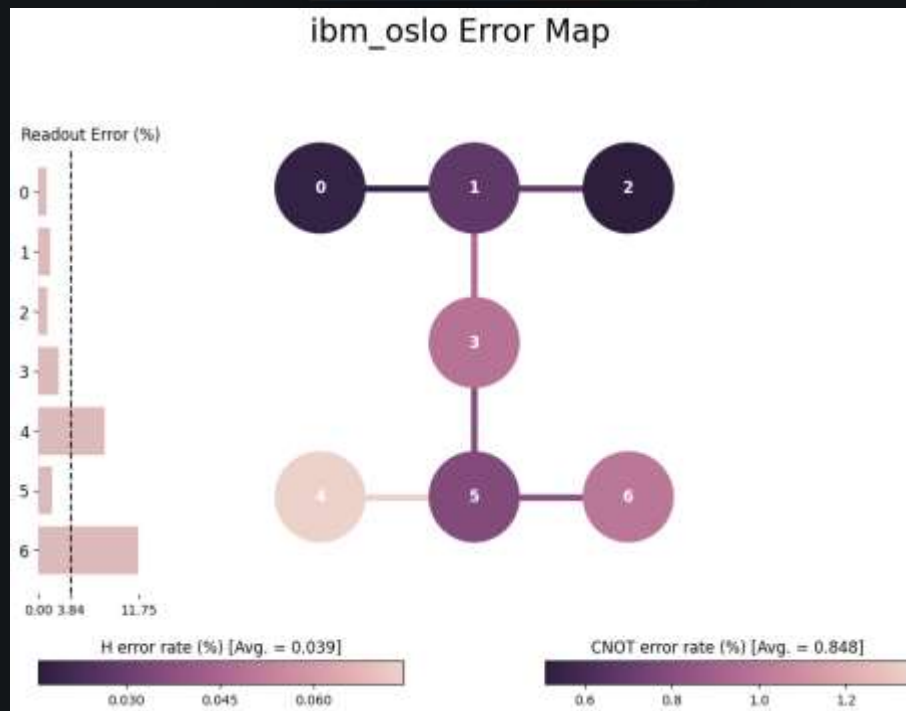 ibm_oslo Error Map
Readout Error (%)
0
1
2
3
4
5
6
0.00 3.84 11.75
0 1 2
3
4 5 6
H error rate (%) [Avg. = 0.039]
0.030 0.045 0.060
CNOT error rate (%) [Avg. = 0.848]
0.6 0.8 1.0 1.2